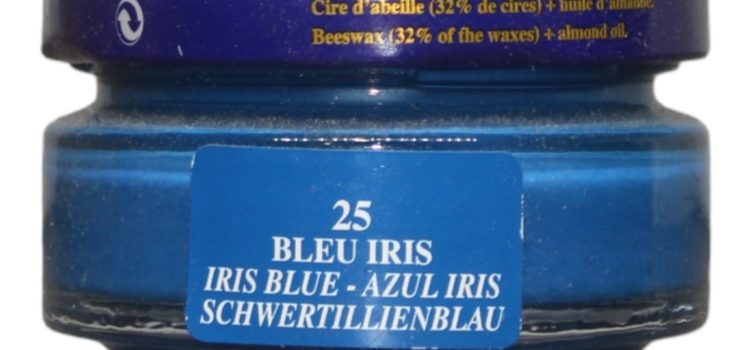 Cire d'abeille (32% de cires) + huile d'amande.
Beeswax (32% of fhe waxes) + almond oil.
25
BLEU IRIS
IRIS BLUE - AZUL IRIS
SCHWERTILLIENBLAU